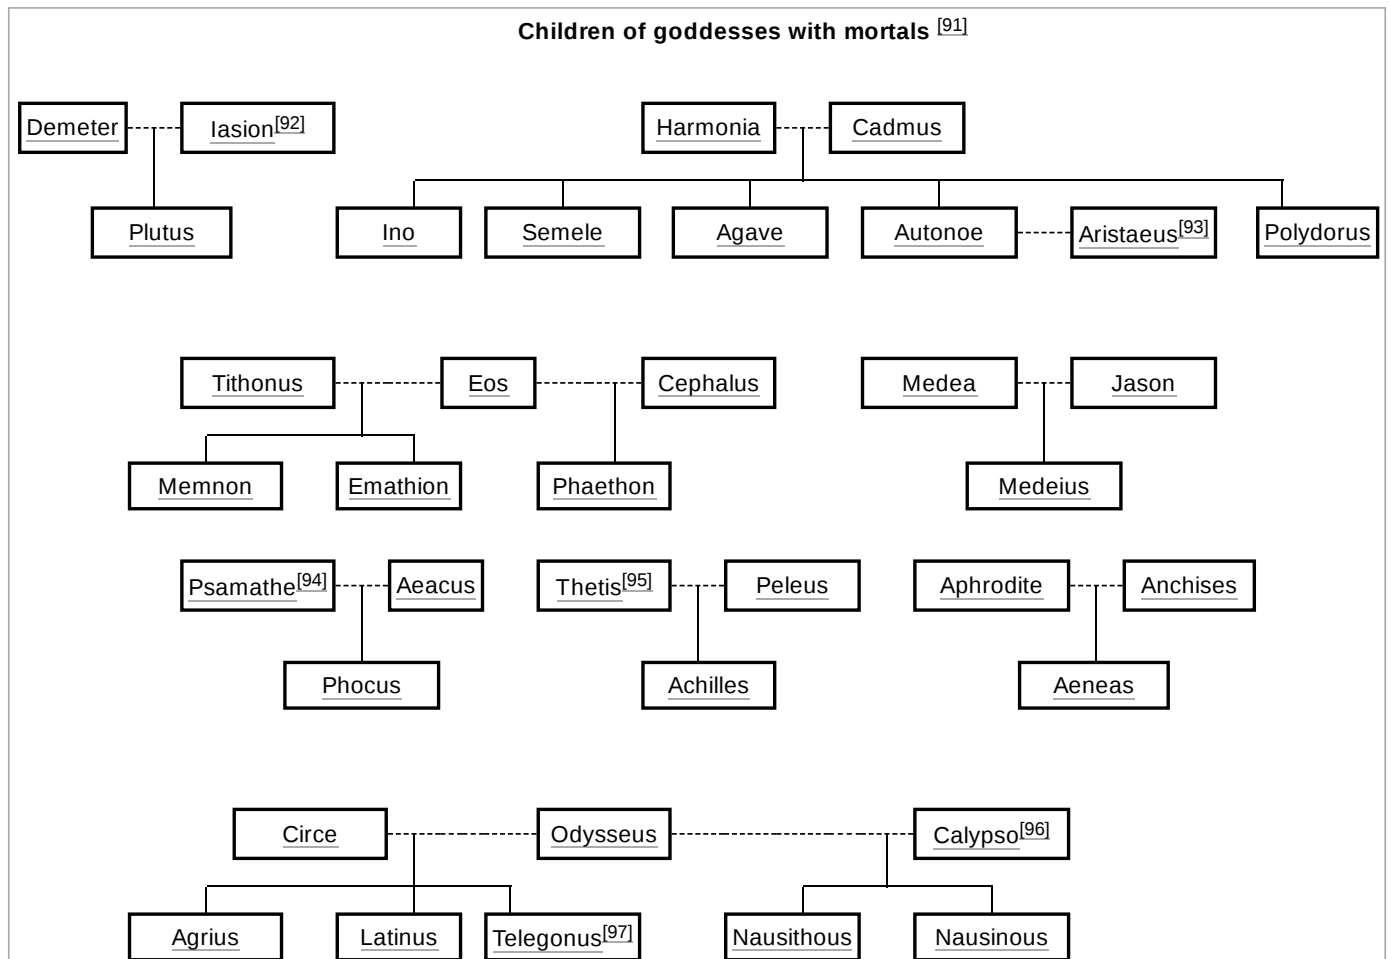 Children of goddesses with mortals [91]
Demeter Iasion[92] Harmonia Cadmus
Plutus Ino Semele Agave Autonoe Aristaeus[93] Polydorus
Tithonus Eos Cephalus Medea Jason
Memnon Emathion Phaethon Medeius
Psamathe[94] Aeacus Thetis[95] Peleus Aphrodite Anchises
Phocus Achilles Aeneas
Circe Odysseus Calypso[96]
Agrius Latinus Telegonus[97] Nausithous Nausinous